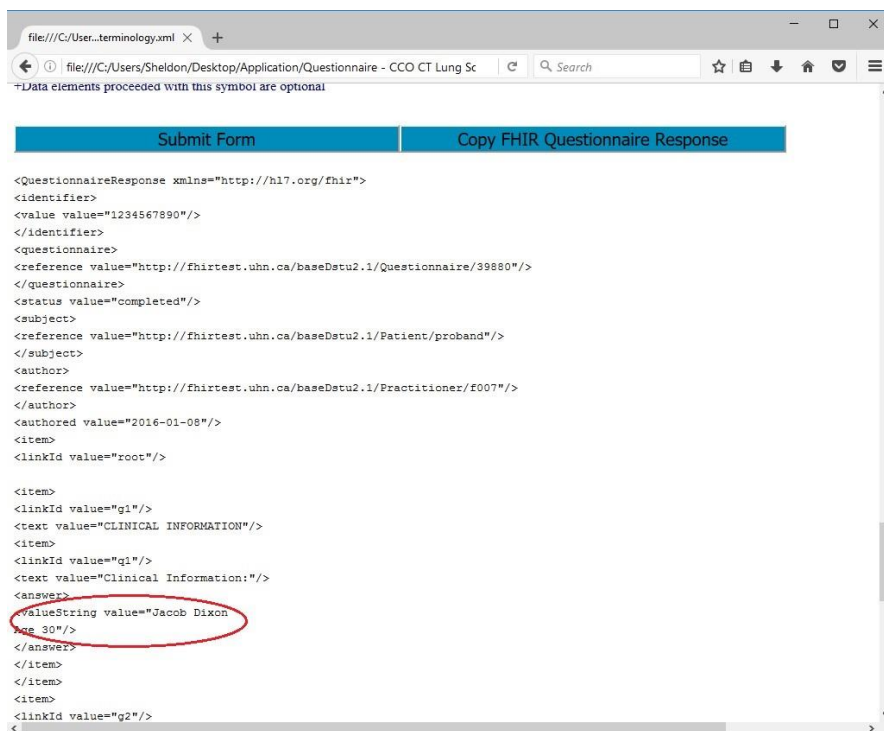 file:///C:/User...terminology.xml
file:///C:/Users/Sheldon/Desktop/Application/Questionnaire - CCO CT Lung Sc
Search
+Data elements proceeded with this symbol are optional
Submit Form
Copy FHIR Questionnaire Response
<QuestionnaireResponse xmlns="http://hl7.org/fhir">
<identifier>
<value value="1234567890"/>
</identifier>
<questionnaire>
<reference value="http://fhirtest.uhn.ca/baseDstu2.1/Questionnaire/39880"/>
</questionnaire>
<status value="completed"/>
<subject>
<reference value="http://fhirtest.uhn.ca/baseDstu2.1/Patient/proband"/>
</subject>
<author>
<reference value="http://fhirtest.uhn.ca/baseDstu2.1/Practitioner/f007"/>
</author>
<authored value="2016-01-08"/>
<item>
<linkId value="root"/>
<item>
<linkId value="g1"/>
<text value="CLINICAL INFORMATION"/>
<item>
<linkId value="q1"/>
<text value="Clinical Information:"/>
<answer>
<valueString value="Jacob Dixon
Age 30"/>
</answer>
</item>
</item>
<item>
<linkId value="g2">